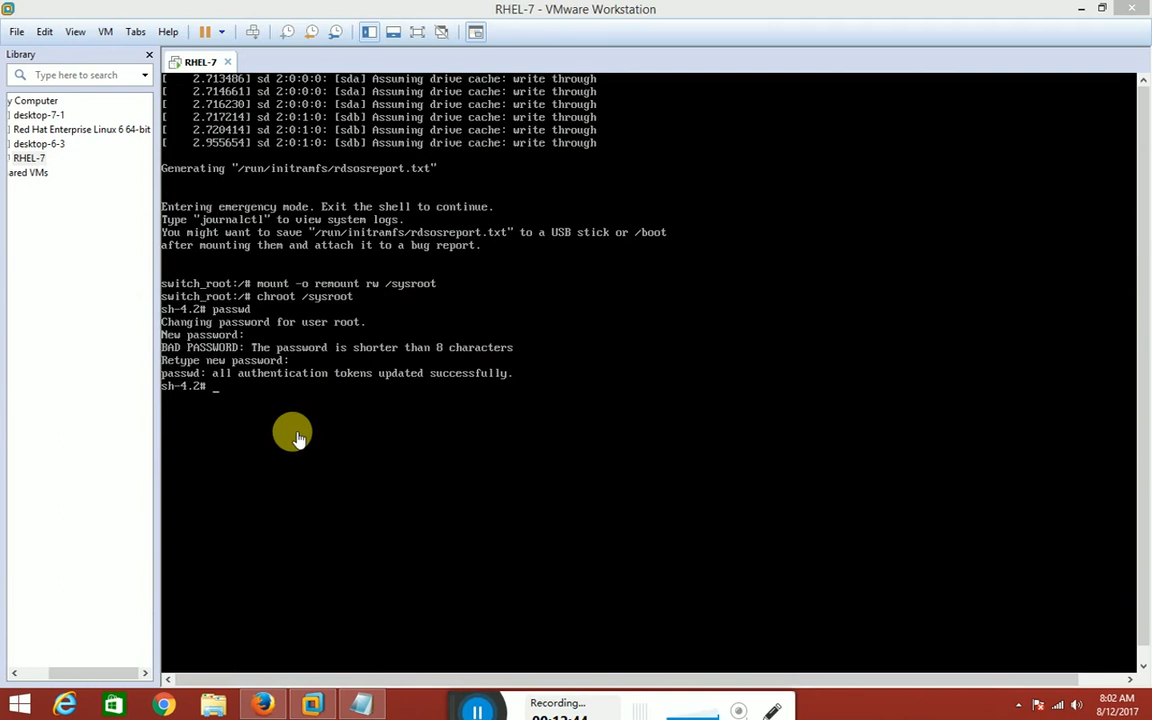 RHEL-7 - VMware Workstation
File Edit View VM Tabs Help
Library
Type here to search
y Computer
desktop-7-1
Red Hat Enterprise Linux 6 64-bit
desktop-6-3
RHEL-7
ared VMs
RHEL-7
[    2.713486] sd 2:0:0:0: [sda] Assuming drive cache: write through
[    2.714661] sd 2:0:0:0: [sda] Assuming drive cache: write through
[    2.716230] sd 2:0:0:0: [sda] Assuming drive cache: write through
[    2.717214] sd 2:0:1:0: [sdb] Assuming drive cache: write through
[    2.720414] sd 2:0:1:0: [sdb] Assuming drive cache: write through
[    2.955654] sd 2:0:1:0: [sdb] Assuming drive cache: write through
Generating "/run/initramfs/rdsosreport.txt"
Entering emergency mode. Exit the shell to continue.
Type "journalctl" to view system logs.
You might want to save "/run/initramfs/rdsosreport.txt" to a USB stick or /boot
after mounting them and attach it to a bug report.
switch_root:/# mount -o remount rw /sysroot
switch_root:/# chroot /sysroot
sh-4.2# passwd
Changing password for user root.
New password:
BAD PASSWORD: The password is shorter than 8 characters
Retype new password:
passwd: all authentication tokens updated successfully.
sh-4.2# _
Recording...
00:13:44
8:02 AM
8/12/2017